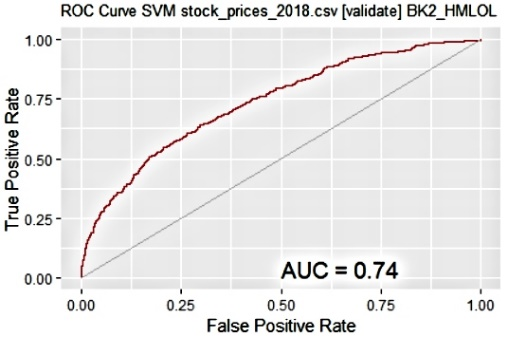 ROC Curve SVM stock_prices_2018.csv [validate] BK2_HMLOL
1.00
0.75
0.50
0.25
0.00
True Positive Rate
AUC = 0.74
0.00 0.25 0.50 0.75 1.00
False Positive Rate